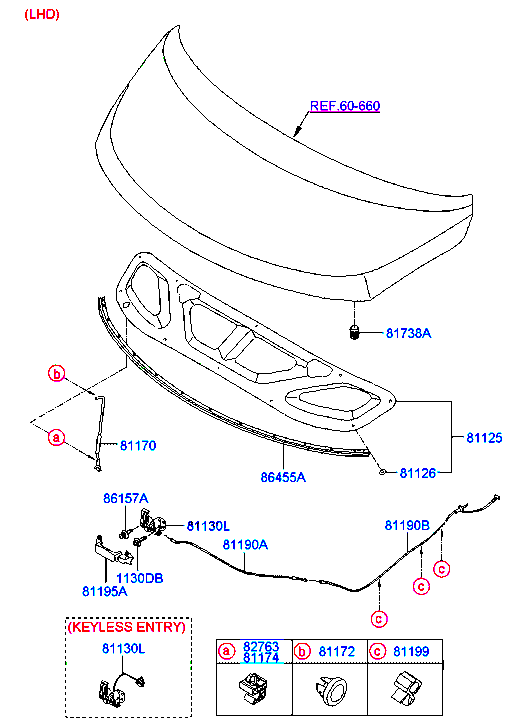 (LHD)
REF.60-660
81738A
b
a
81170
81125
81126
86455A
86157A
81130L
81190A
81190B
1130DB
81195A
c
c
c
(KEYLESS ENTRY)
81130L
a 82763
81174
b 81172
c 81199